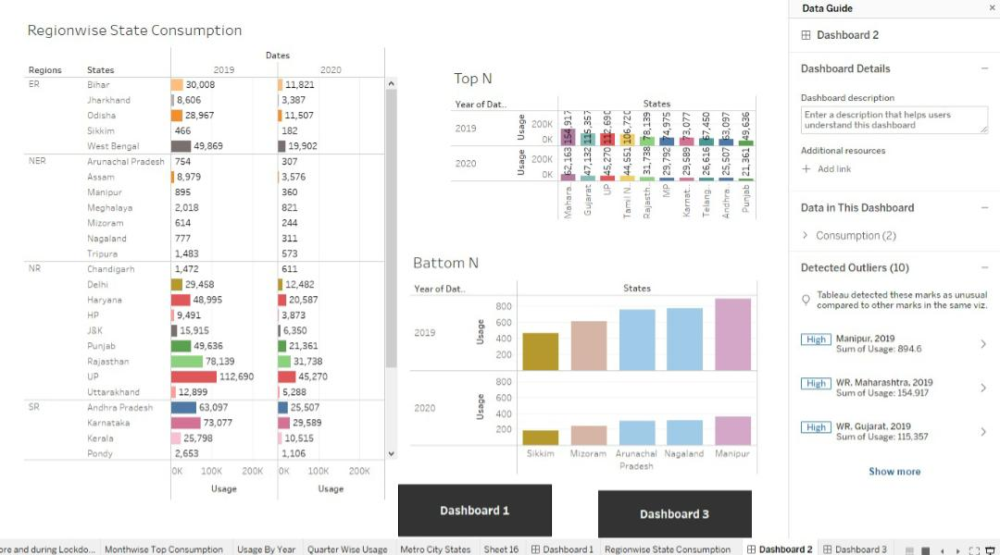 Regionwise State Consumption
Dates
Regions States 2019 2020
ER Bihar 30,008 11,821
Jharkhand 8,606 3,387
Odisha 28,967 11,507
Sikkim 466 182
West Bengal 49,869 19,902
NER Arunachal Pradesh 754 307
Assam 8,979 3,576
Manipur 895 360
Meghalaya 2,018 821
Mizoram 614 244
Nagaland 777 311
Tripura 1,483 573
NR Chandigarh 1,472 611
Delhi 29,458 12,482
Haryana 48,995 20,587
HP 9,491 3,873
J&K 15,915 6,350
Punjab 49,636 21,361
Rajasthan 78,139 31,738
UP 112,690 45,270
Uttarakhand 12,899 5,288
SR Andhra Pradesh 63,097 25,507
Karnataka 73,077 29,589
Kerala 25,798 10,515
Pondy 2,653 1,106
0K 100K 200K 0K 100K 200K
Usage Usage
Top N
Year of Dat.. States
2019 Usage 200K 0K 154,917 115,357 112,690 106,720 78,139 74,975 73,077 67,450 63,097 49,636
2020 Usage 200K 0K 62,163 47,132 45,270 44,551 31,738 29,792 29,589 26,616 25,507 21,361
Mahara.. Gujarat UP Tamil N.. Rajasth.. MP Karnat.. Telang.. Andhra.. Punjab
Battom N
Year of Dat.. States
2019 Usage 800 600 400 200
2020 Usage 800 600 400 200
Sikkim Mizoram Arunachal Pradesh Nagaland Manipur
Dashboard 1 Dashboard 3
Data Guide ×
Dashboard 2
Dashboard Details
Dashboard description
Enter a description that helps users
understand this dashboard
Additional resources
+ Add link
Data in This Dashboard
Consumption (2)
Detected Outliers (10)
Tableau detected these marks as unusual
compared to other marks in the same viz.
High Manipur, 2019
Sum of Usage: 894.6
High WR, Maharashtra, 2019
Sum of Usage: 154.917
High WR, Gujarat, 2019
Sum of Usage: 115,357
Show more
ore and during Lockdo... Monthwise Top Consumption Usage By Year Quarter Wise Usage Metro City States Sheet 16 Dashboard 1 Regionwise State Consumption Dashboard 2 Dashboard 3